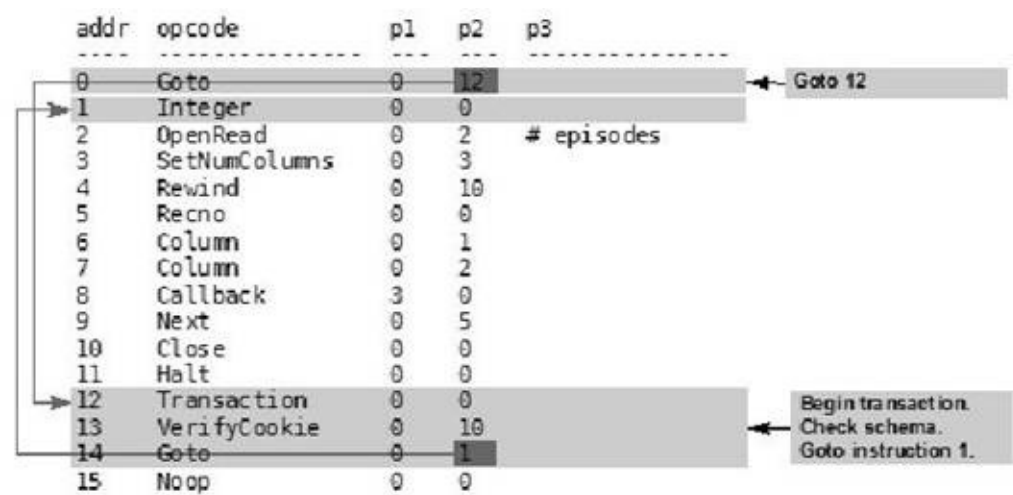 addr opcode p1 p2 p3
---- --------------- --- --- ---------------
0 Goto 0 12
Goto 12
1 Integer 0 0
2 OpenRead 0 2 # episodes
3 SetNumColumns 0 3
4 Rewind 0 10
5 Recno 0 0
6 Column 0 1
7 Column 0 2
8 Callback 3 0
9 Next 0 5
10 Close 0 0
11 Halt 0 0
12 Transaction 0 0
13 VerifyCookie 0 10
14 Goto 0 1
15 Noop 0 0
Begin transaction.
Check schema.
Goto instruction 1.